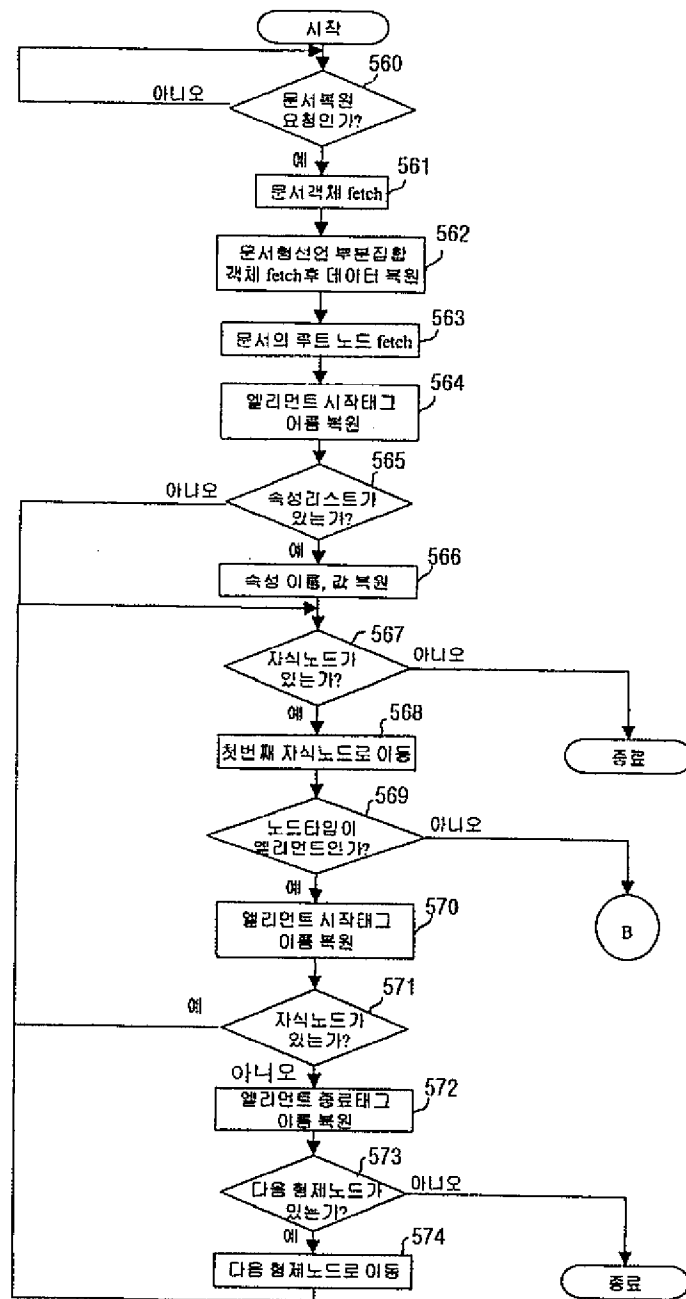 시작
560
아니오
문서복원
요청인가?
예
561
문서객체 fetch
562
문서형선언 부분집합
객체 fetch후 데이터 복원
563
문서의 루트 노드 fetch
564
엘리먼트 시작태그
이름 복원
565
아니오
속성리스트가
있는가?
예
566
속성 이름, 값 복원
567
자식노드가
있는가?
아니오
예
568
첫번째 자식노드로 이동
종료
569
노드타입이
엘리먼트인가?
아니오
예
570
엘리먼트 시작태그
이름 복원
B
571
예
자식노드가
있는가?
아니오
572
엘리먼트 종료태그
이름 복원
573
다음 형제노드가
있는가?
아니오
예
574
다음 형제노드로 이동
종료